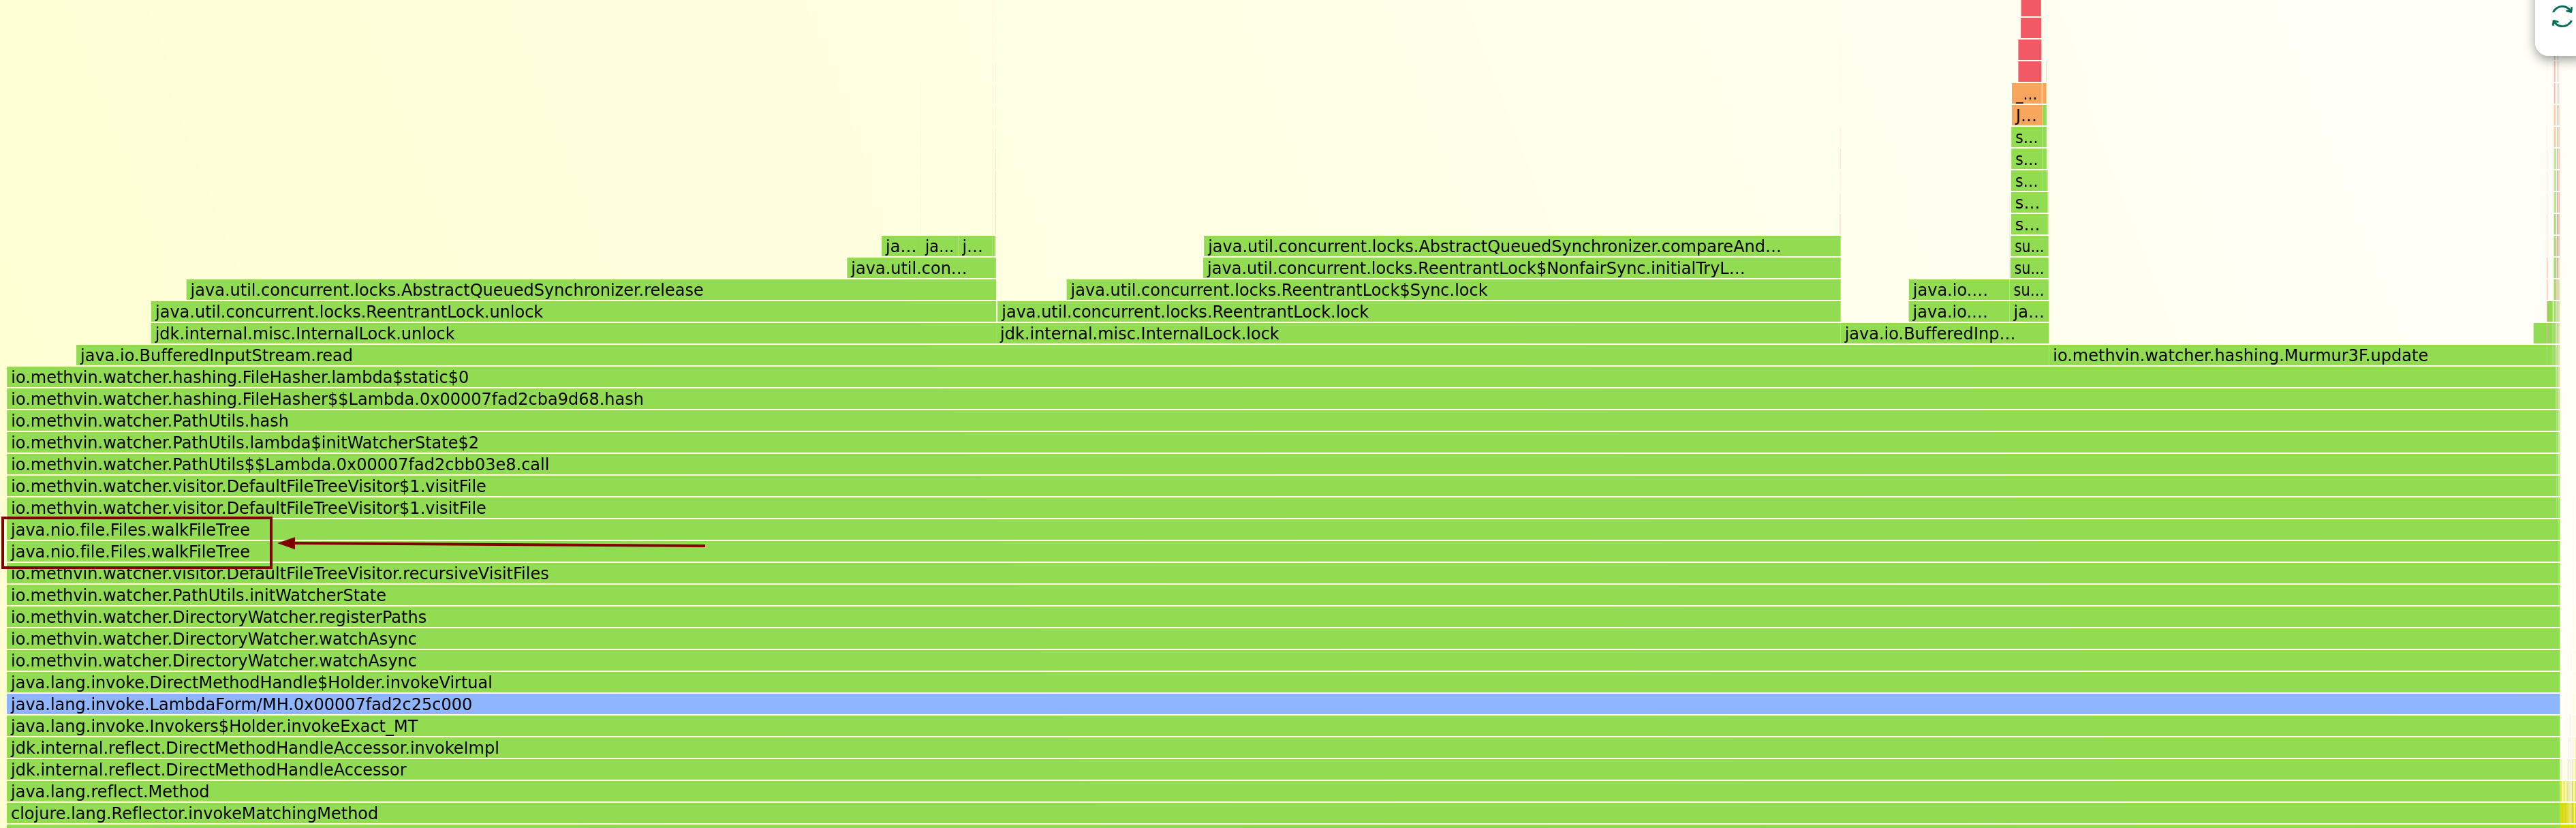 _...
J...
s...
s...
s...
s...
s...
ja... ja... j... java.util.concurrent.locks.AbstractQueuedSynchronizer.compareAnd... su...
java.util.con... java.util.concurrent.locks.ReentrantLock$NonfairSync.initialTryL... su...
java.util.concurrent.locks.AbstractQueuedSynchronizer.release java.util.concurrent.locks.ReentrantLock$Sync.lock java.io.... su...
java.util.concurrent.locks.ReentrantLock.unlock java.util.concurrent.locks.ReentrantLock.lock java.io.... ja...
jdk.internal.misc.InternalLock.unlock jdk.internal.misc.InternalLock.lock java.io.BufferedInp...
java.io.BufferedInputStream.read io.methvin.watcher.hashing.Murmur3F.update
io.methvin.watcher.hashing.FileHasher.lambda$static$0
io.methvin.watcher.hashing.FileHasher$$Lambda.0x00007fad2cba9d68.hash
io.methvin.watcher.PathUtils.hash
io.methvin.watcher.PathUtils.lambda$initWatcherState$2
io.methvin.watcher.PathUtils$$Lambda.0x00007fad2cbb03e8.call
io.methvin.watcher.visitor.DefaultFileTreeVisitor$1.visitFile
io.methvin.watcher.visitor.DefaultFileTreeVisitor$1.visitFile
java.nio.file.Files.walkFileTree
java.nio.file.Files.walkFileTree
io.methvin.watcher.visitor.DefaultFileTreeVisitor.recursiveVisitFiles
io.methvin.watcher.PathUtils.initWatcherState
io.methvin.watcher.DirectoryWatcher.registerPaths
io.methvin.watcher.DirectoryWatcher.watchAsync
io.methvin.watcher.DirectoryWatcher.watchAsync
java.lang.invoke.DirectMethodHandle$Holder.invokeVirtual
java.lang.invoke.LambdaForm/MH.0x00007fad2c25c000
java.lang.invoke.Invokers$Holder.invokeExact_MT
jdk.internal.reflect.DirectMethodHandleAccessor.invokeImpl
jdk.internal.reflect.DirectMethodHandleAccessor
java.lang.reflect.Method
clojure.lang.Reflector.invokeMatchingMethod